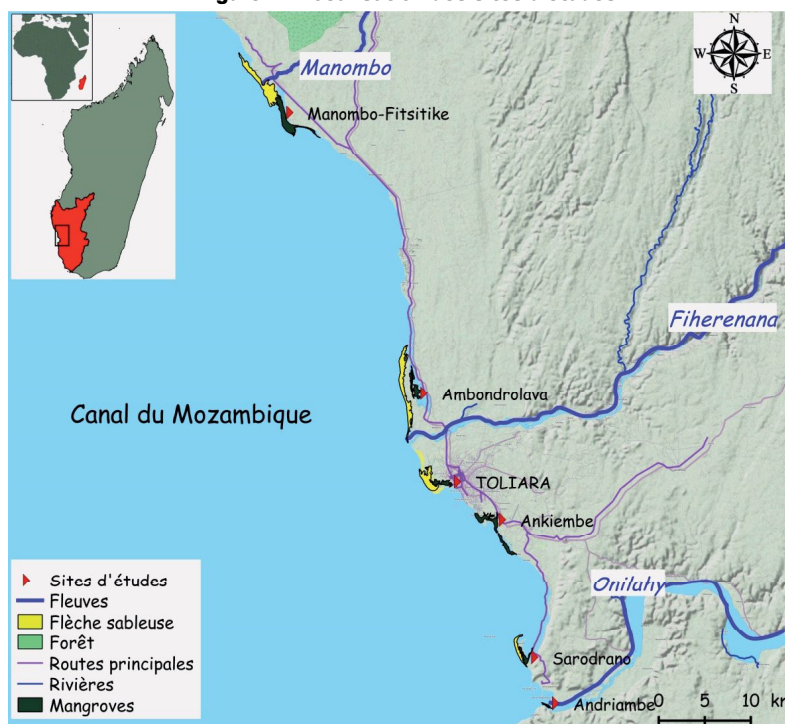 N
W E
S
Manombo
Manombo-Fitsitike
Fiherenana
Ambondrolava
Canal du Mozambique
TOLIARA
Ankiembe
Onilahy
Sarodrano
Andriambe
Sites d'études
Fleuves
Flèche sableuse
Forêt
Routes principales
Rivières
Mangroves
0 5 10 km